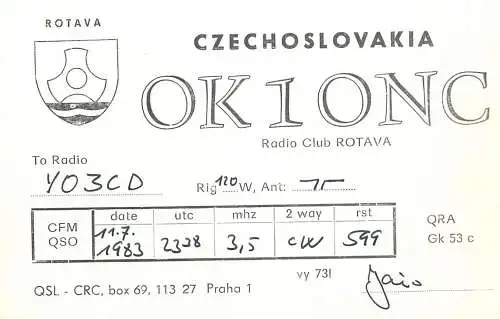 ROTAVA
CZECHOSLOVAKIA
OK1ONC
Radio Club ROTAVA
To Radio
YO3CD
Rig 120 W, Ant:
CFM QSO
date utc mhz 2 way rst
11.7. 1983 2328 3,5 CW 599
QRA
Gk 53 c
vy 73!
QSL - CRC, box 69, 113 27 Praha 1